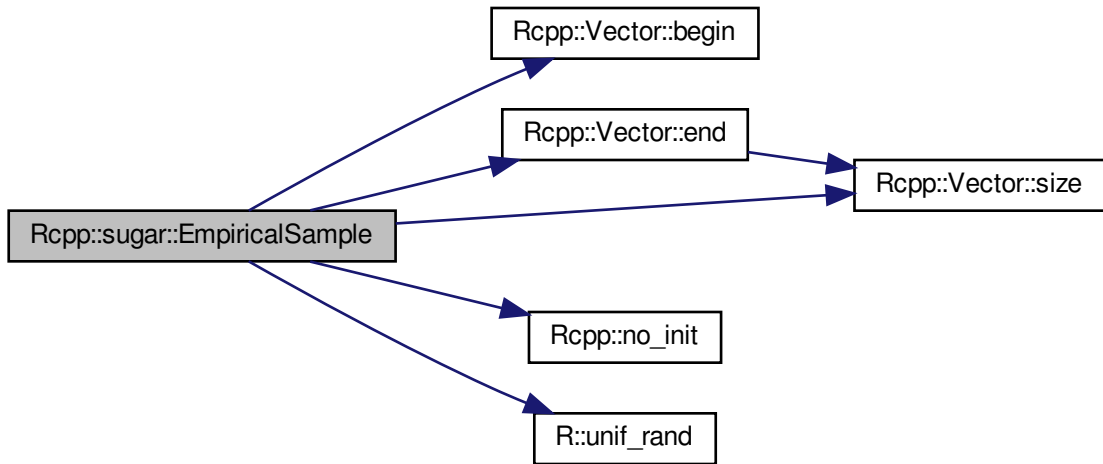 Rcpp::Vector::begin
Rcpp::Vector::end
Rcpp::Vector::size
Rcpp::sugar::EmpiricalSample
Rcpp::no_init
R::unif_rand